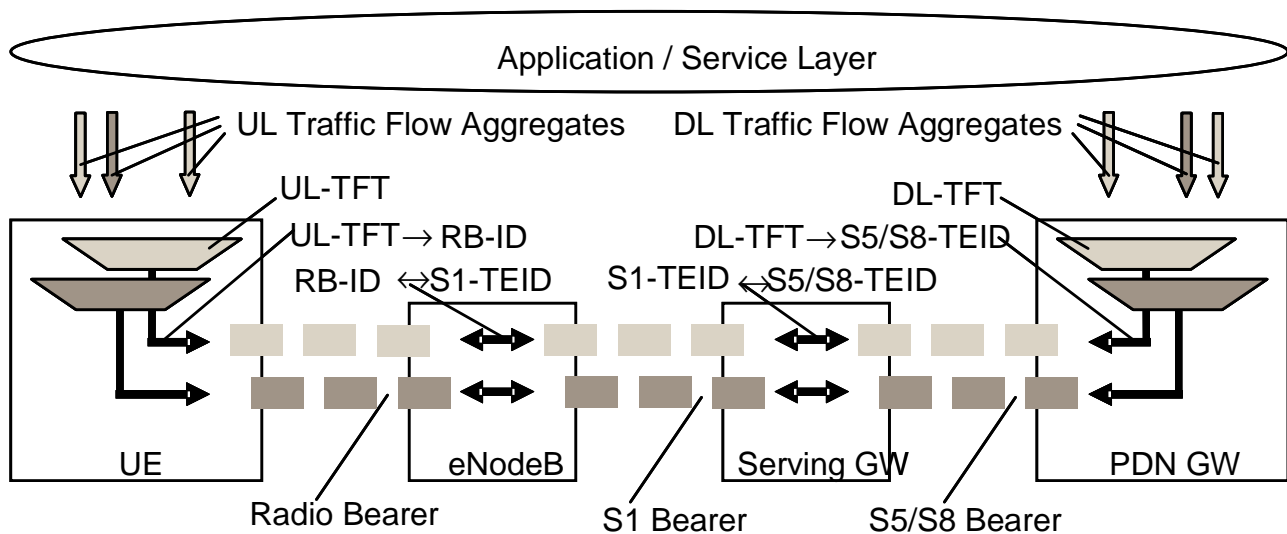 Application / Service Layer
UL Traffic Flow Aggregates
DL Traffic Flow Aggregates
UL-TFT
DL-TFT
UL-TFT → RB-ID
DL-TFT → S5/S8-TEID
RB-ID ↔ S1-TEID
S1-TEID ↔ S5/S8-TEID
UE
eNodeB
Serving GW
PDN GW
Radio Bearer
S1 Bearer
S5/S8 Bearer